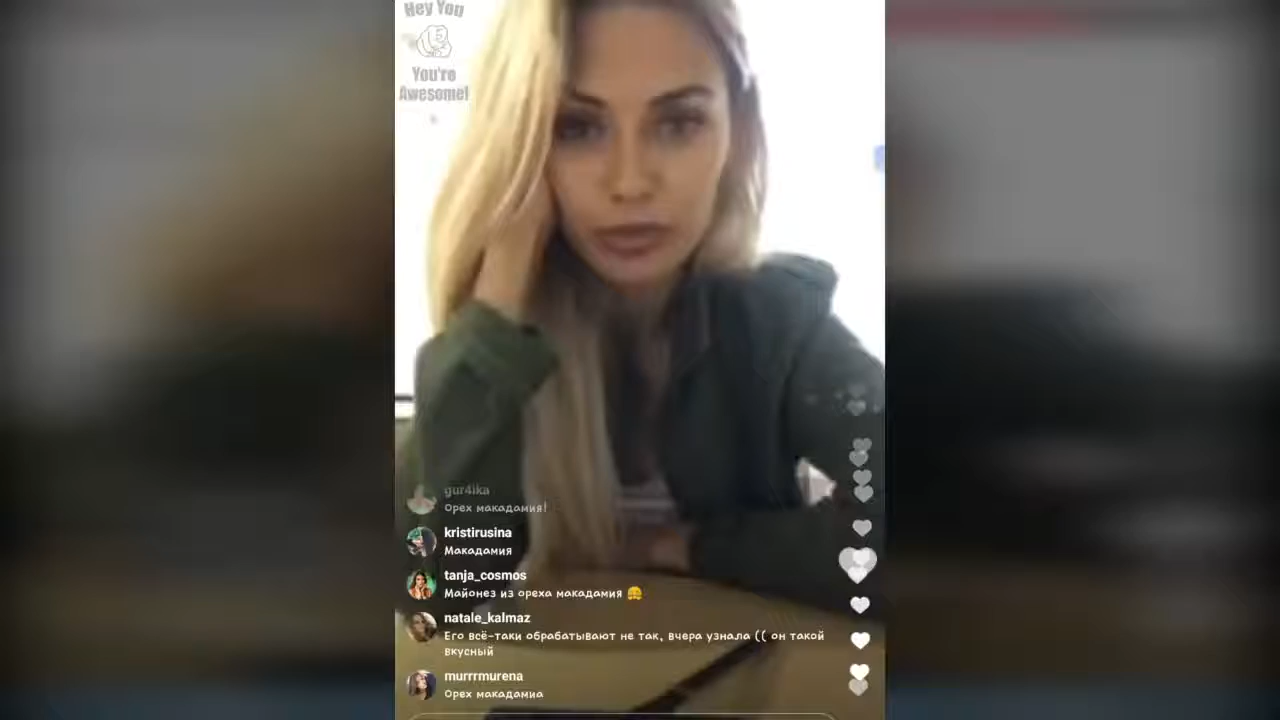 Hey You
You're
Awesome!
gur4ika
Орех макадамия!
kristirusina
Макадамия
tanja_cosmos
Майонез из ореха макадамия 😩
natale_kalmaz
Его всё-таки обрабатывают не так, вчера узнала (( он такой
вкусный
murrrmurena
Орех макадамиа